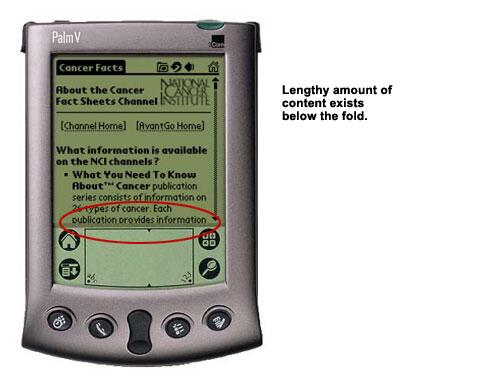 Palm V
3Com
Cancer Facts
About the Cancer
Fact Sheets Channel
NATIONAL
CANCER
INSTITUTE
[Channel Home] [AvantGo Home]
What information is available
on the NCI channels?
▪ What You Need To Know
About™ Cancer publication
series consists of information on
26 types of cancer. Each
publication provides information
Lengthy amount of
content exists
below the fold.